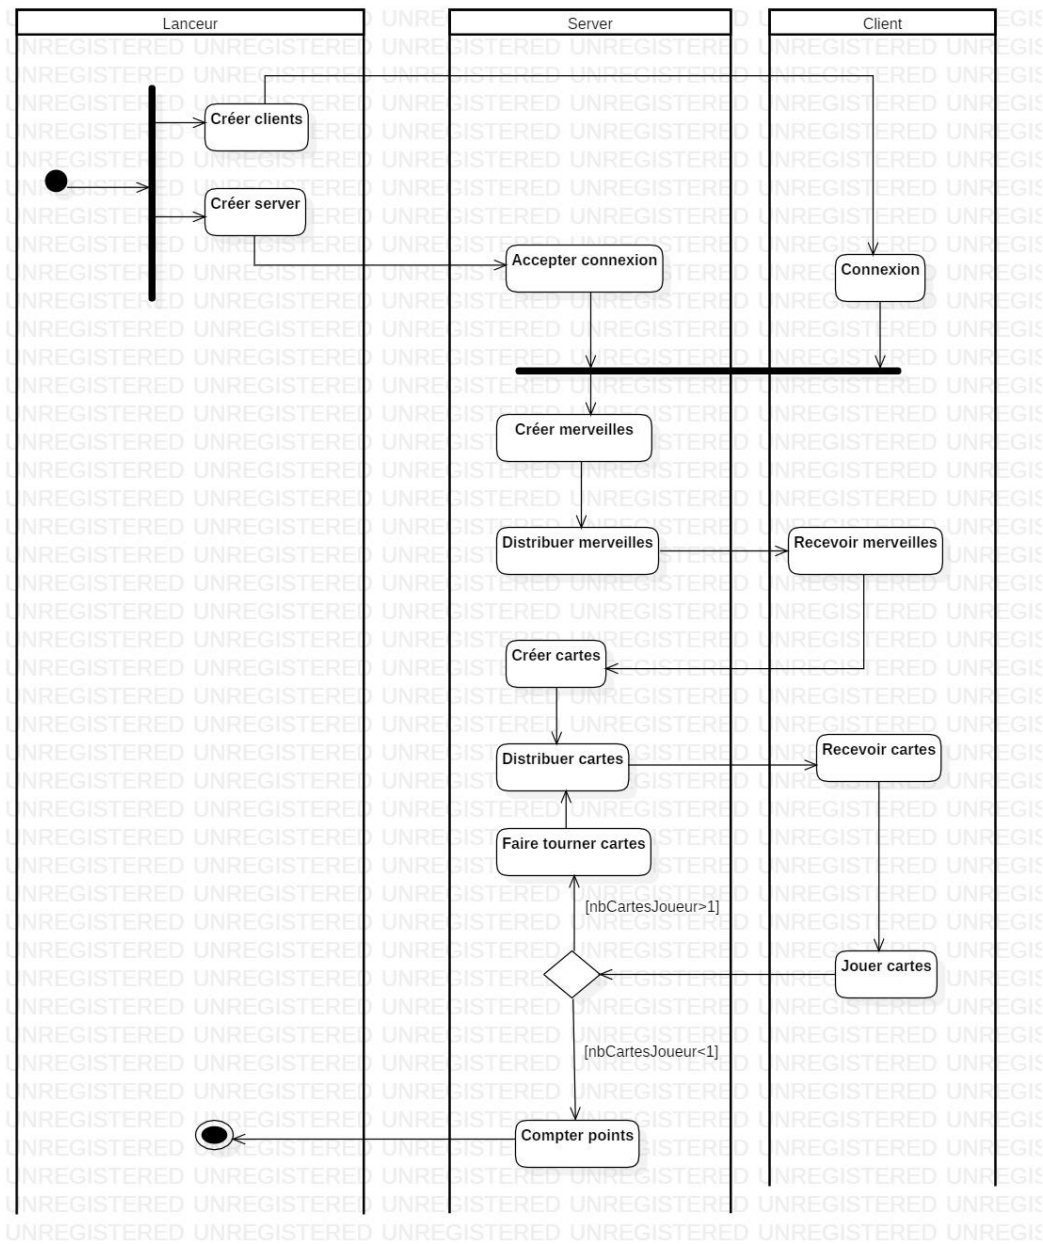 Lanceur
Server
Client
Créer clients
Créer server
Accepter connexion
Connexion
Créer merveilles
Distribuer merveilles
Recevoir merveilles
Créer cartes
Distribuer cartes
Recevoir cartes
Faire tourner cartes
[nbCartesJoueur>1]
Jouer cartes
[nbCartesJoueur<1]
Compter points
UNREGISTERED